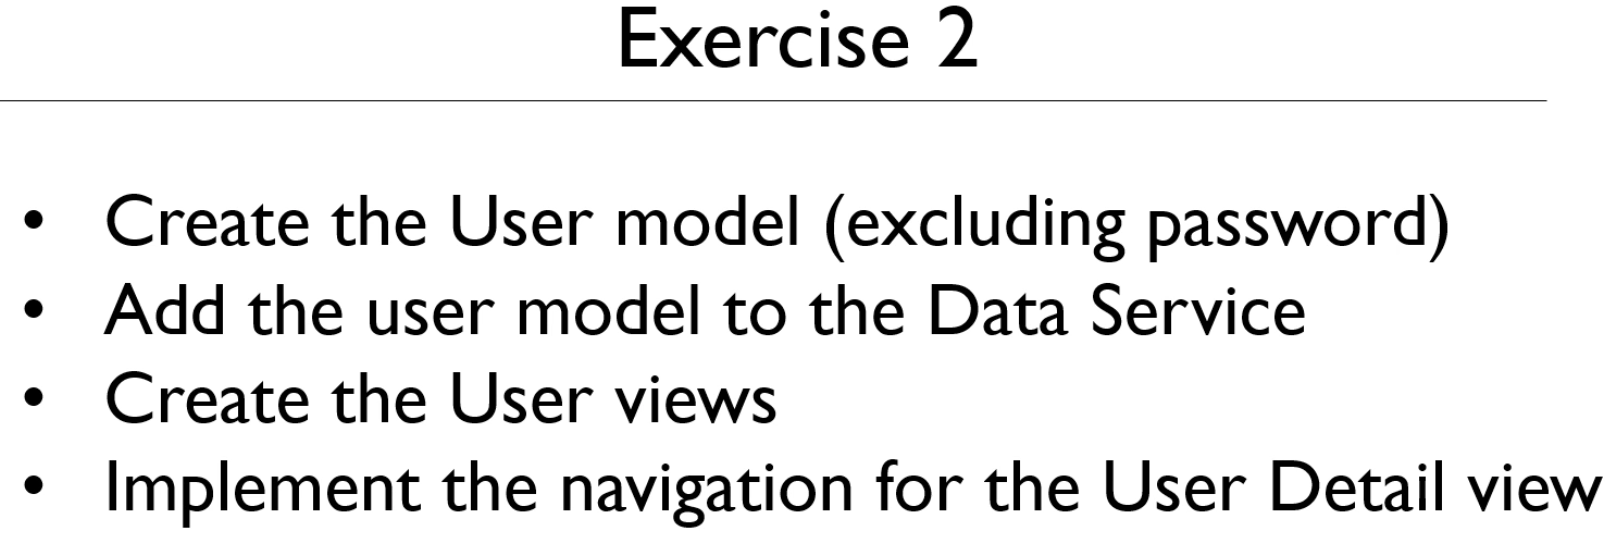 Exercise 2
• Create the User model (excluding password)
• Add the user model to the Data Service
• Create the User views
• Implement the navigation for the User Detail view